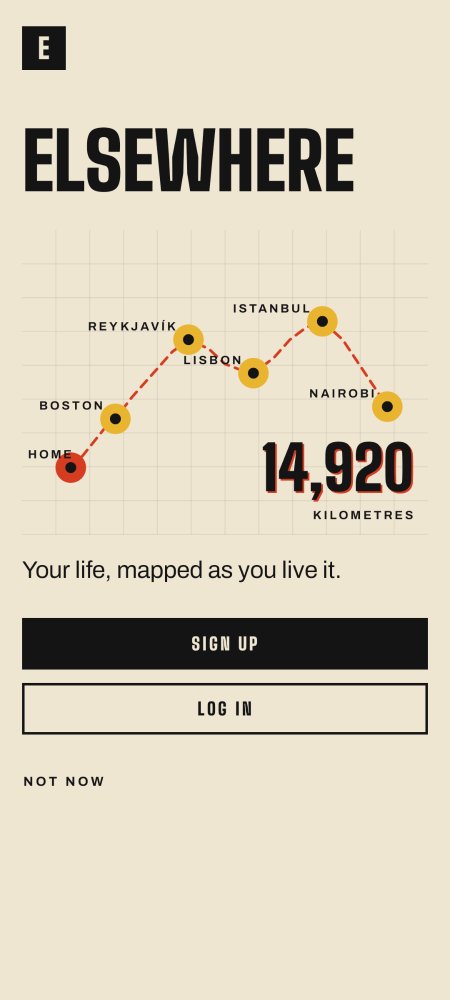 E
ELSEWHERE
ISTANBUL
REYKJAVÍK
LISBON
NAIROBI
BOSTON
HOME
14,920
KILOMETRES
Your life, mapped as you live it.
SIGN UP
LOG IN
NOT NOW